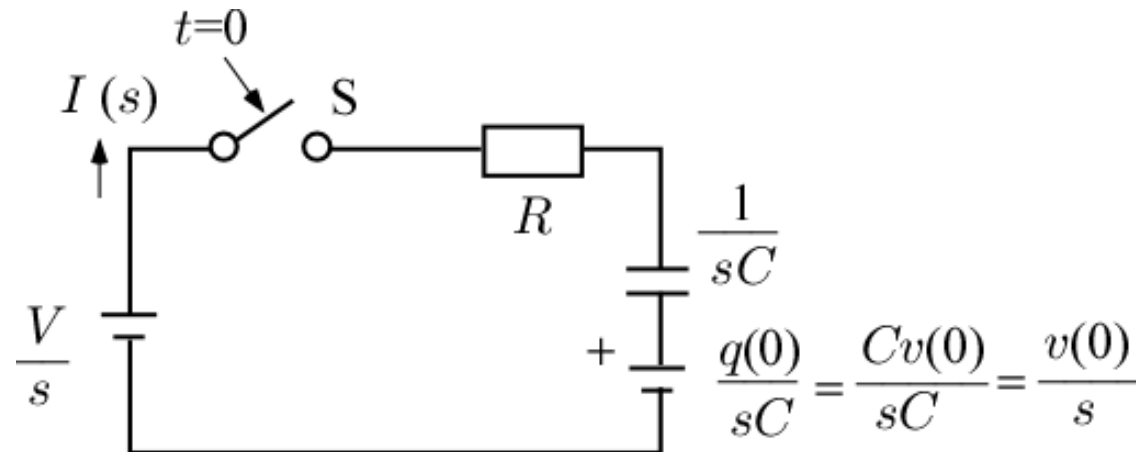 t=0
I (s)
S
R
1/sC
V/s
+
q(0)/sC = Cv(0)/sC = v(0)/s